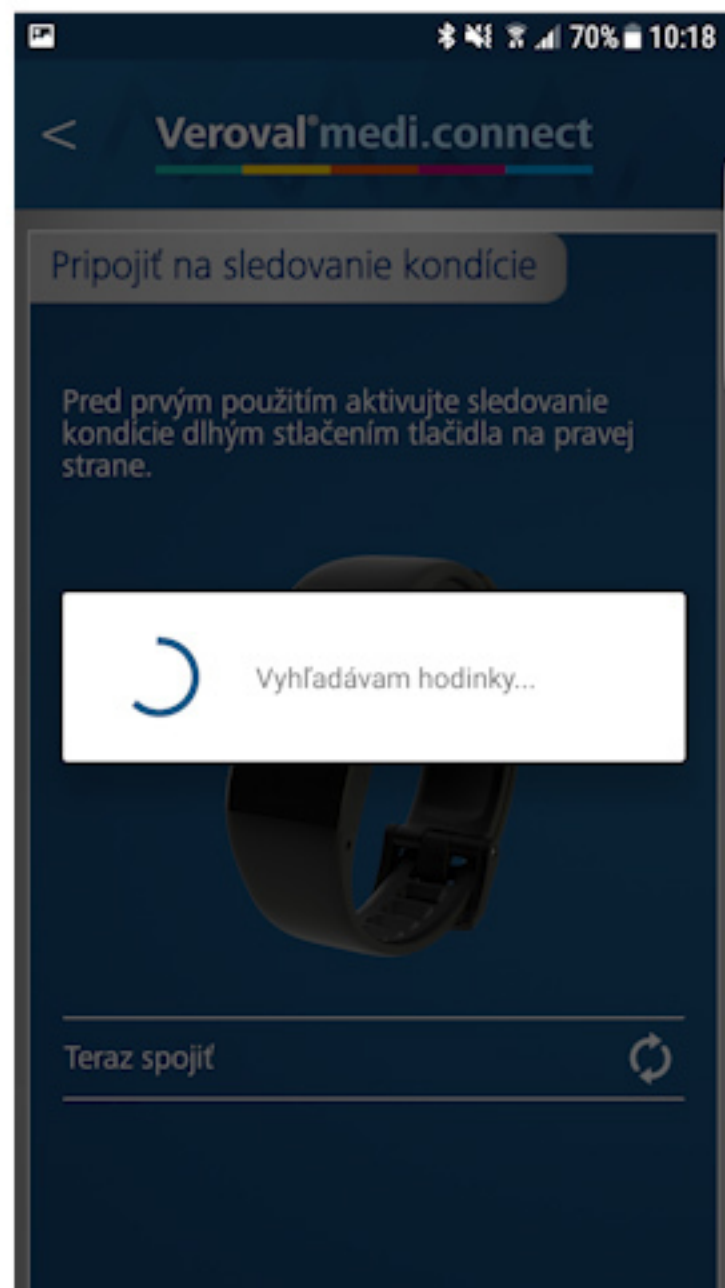 70% 10:18
< Veroval®medi.connect
Pripojiť na sledovanie kondície
Pred prvým použitím aktivujte sledovanie
kondície dlhým stlačením tlačidla na pravej
strane.
Vyhľadávam hodinky...
Teraz spojiť